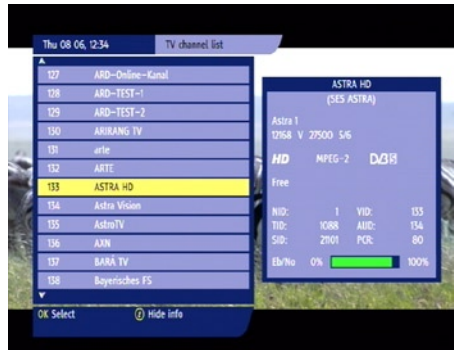 Thu 08 06, 12:34 TV channel list
127 ARD-Online-Kanal
128 ARD-TEST-1
129 ARD-TEST-2
130 ARIRANG TV
131 arte
132 ARTE
133 ASTRA HD
134 Astra Vision
135 AstroTV
136 AXN
137 BARÁ TV
138 Bayerisches FS
OK Select i Hide info
ASTRA HD
(SES ASTRA)
Astra 1
12168 V 27500 5/6
HD MPEG-2 DVB S
Free
NID: 1 VID: 133
TID: 1088 AUD: 134
SID: 21101 PCR: 80
Eb/No 0% 100%